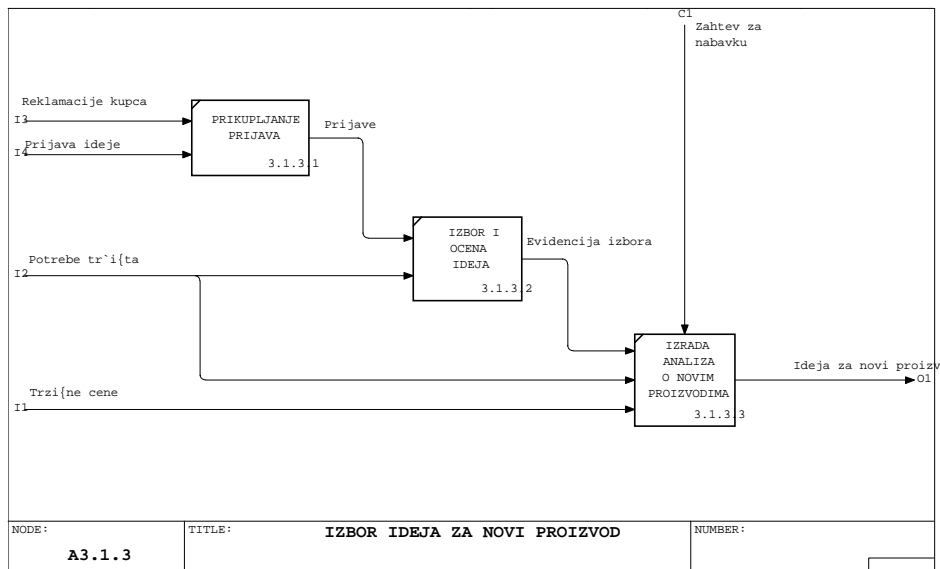 C1
Zahtev za
nabavku
Reklamacije kupca
I3
Prijava ideje
I4
PRIKUPLJANJE
PRIJAVA
3.1.3.1
Prijave
Potrebe tr`i{ta
I2
IZBOR I
OCENA
IDEJA
3.1.3.2
Evidencija izbora
Trzi{ne cene
I1
IZRADA
ANALIZA
O NOVIM
PROIZVODIMA
3.1.3.3
Ideja za novi proizv
O1
NODE:
A3.1.3
TITLE:
IZBOR IDEJA ZA NOVI PROIZVOD
NUMBER: